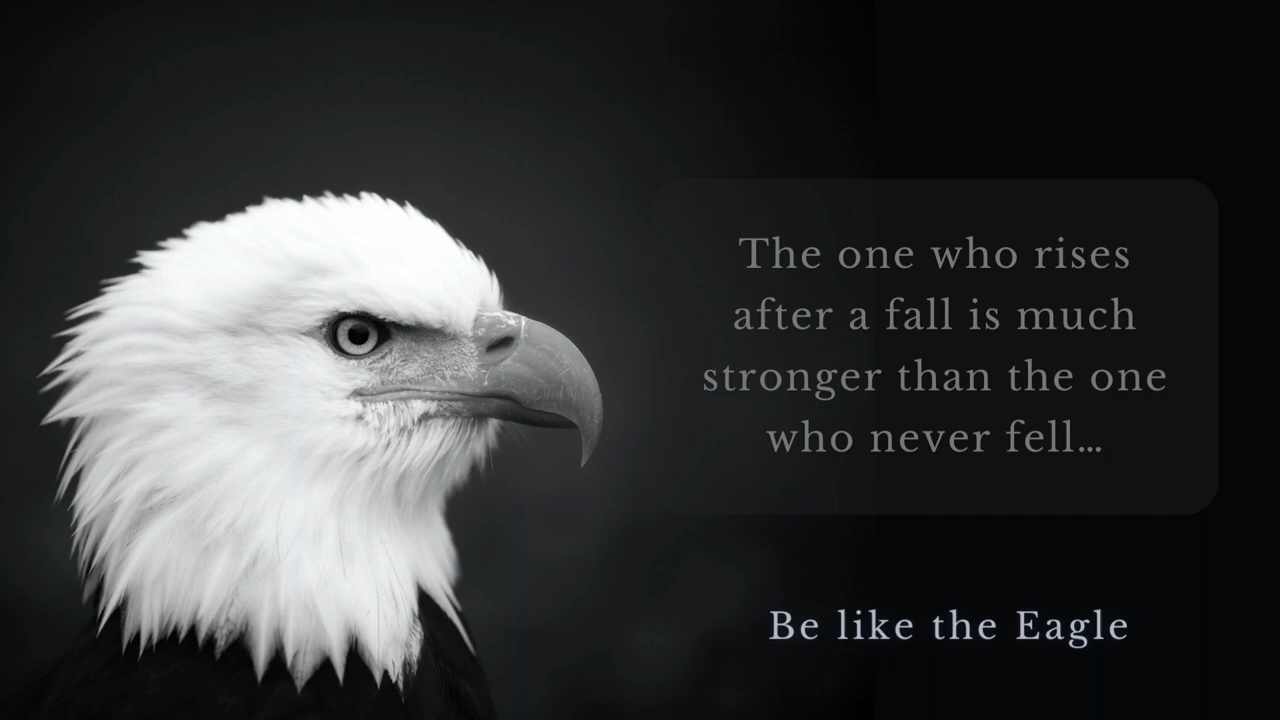 The one who rises
after a fall is much
stronger than the one
who never fell…
Be like the Eagle